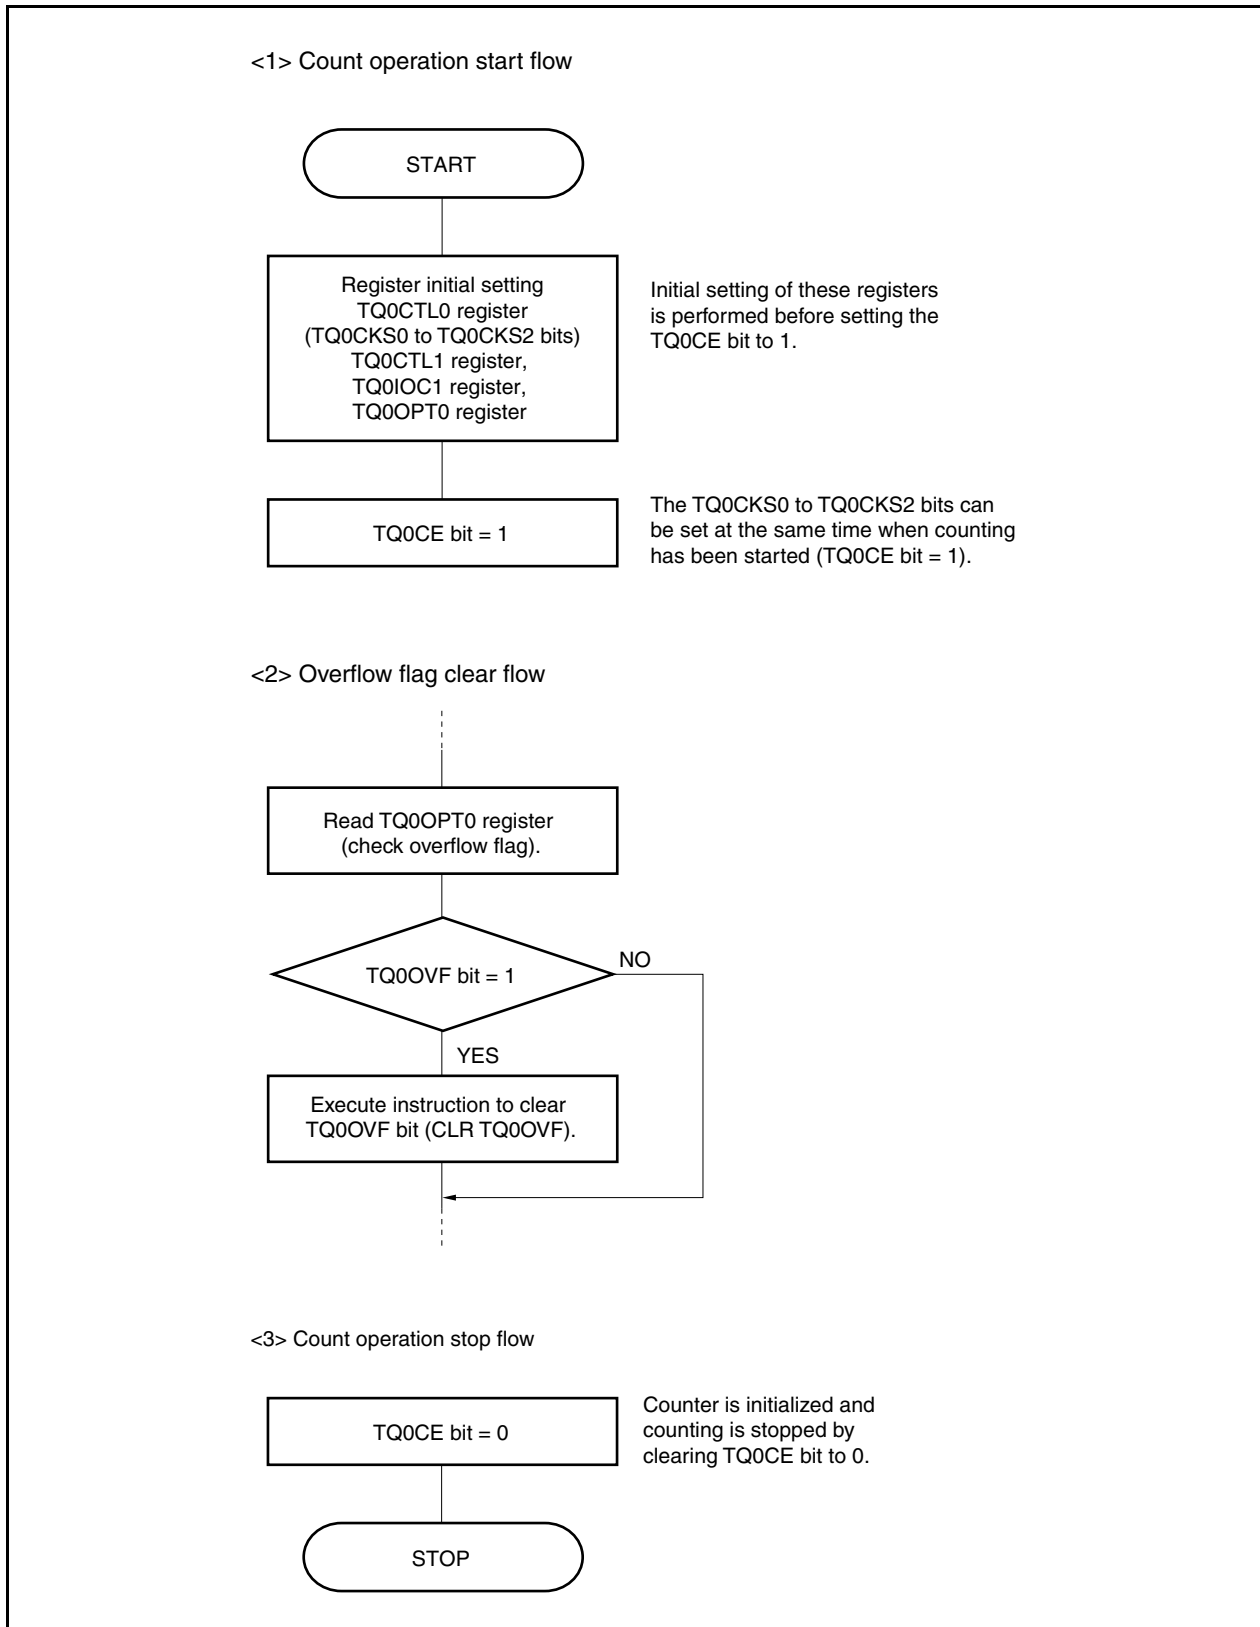 <1> Count operation start flow
START
Register initial setting
TQ0CTL0 register
(TQ0CKS0 to TQ0CKS2 bits)
TQ0CTL1 register,
TQ0IOC1 register,
TQ0OPT0 register
Initial setting of these registers
is performed before setting the
TQ0CE bit to 1.
TQ0CE bit = 1
The TQ0CKS0 to TQ0CKS2 bits can
be set at the same time when counting
has been started (TQ0CE bit = 1).
<2> Overflow flag clear flow
Read TQ0OPT0 register
(check overflow flag).
TQ0OVF bit = 1
NO
YES
Execute instruction to clear
TQ0OVF bit (CLR TQ0OVF).
<3> Count operation stop flow
TQ0CE bit = 0
Counter is initialized and
counting is stopped by
clearing TQ0CE bit to 0.
STOP